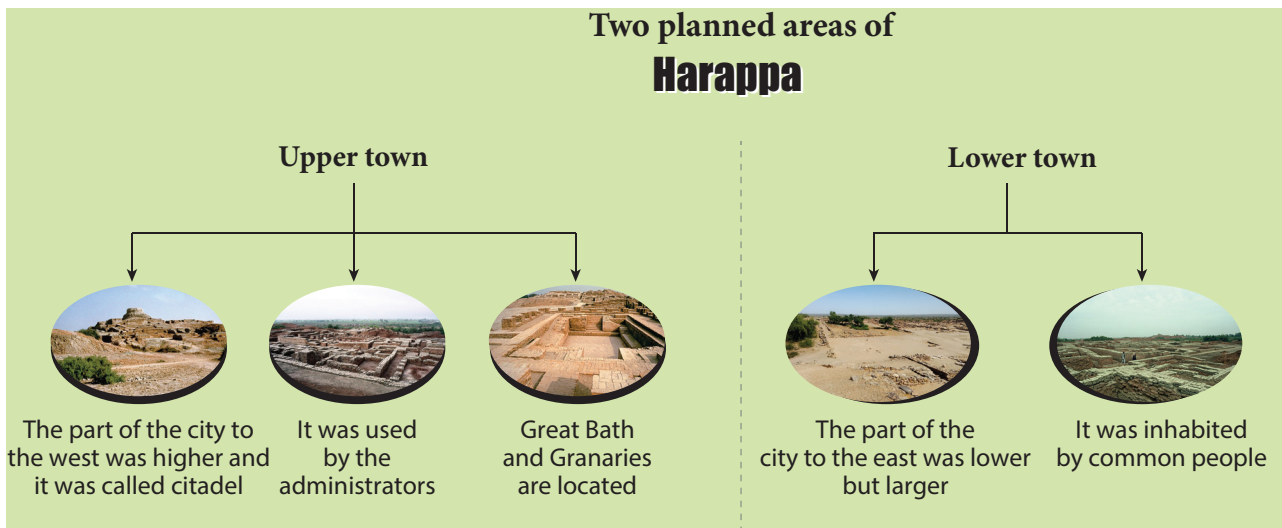 Two planned areas of
Harappa
Upper town
Lower town
The part of the city to
the west was higher and
it was called citadel
It was used
by the
administrators
Great Bath
and Granaries
are located
The part of the
city to the east was lower
but larger
It was inhabited
by common people